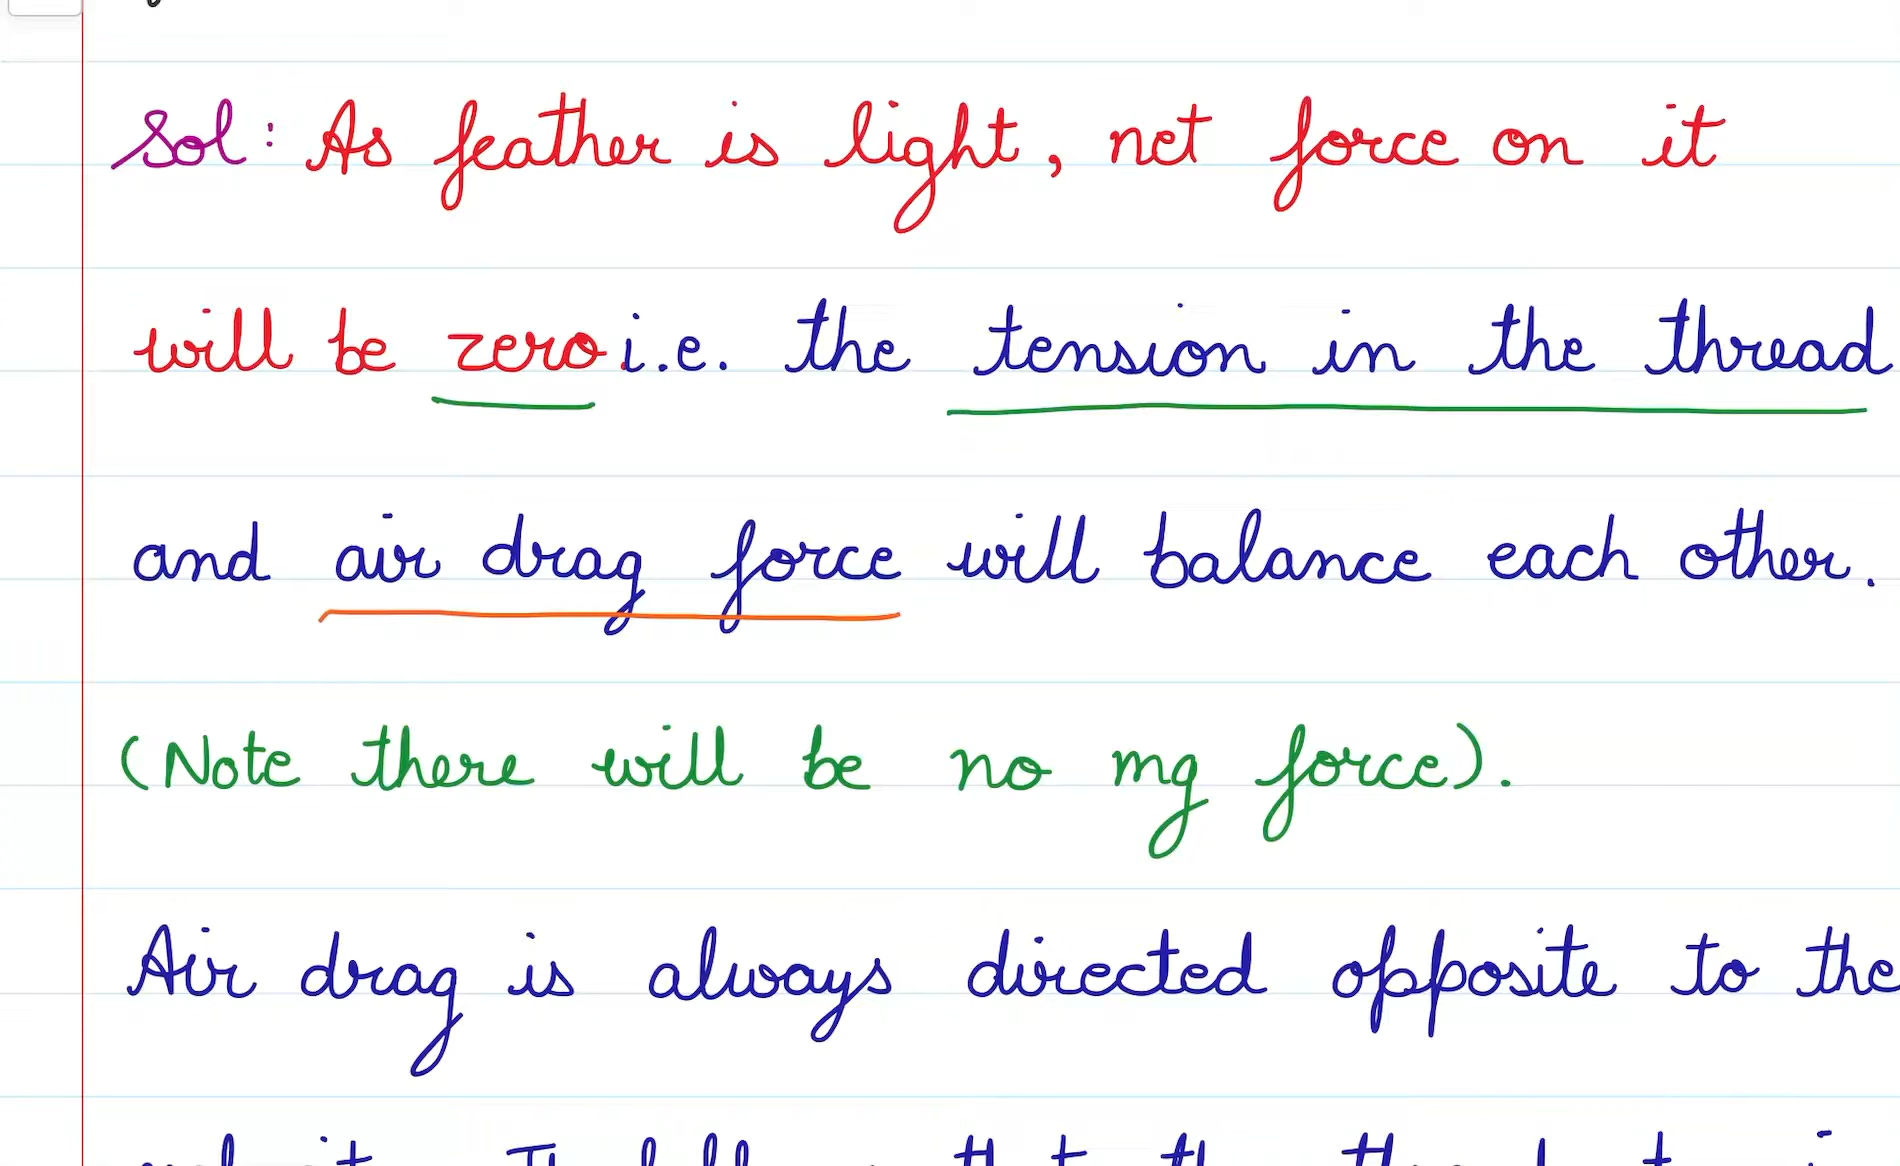 Sol: As feather is light, net force on it
will be zero i.e. the tension in the thread
and air drag force will balance each other.
(Note there will be no mg force).
Air drag is always directed opposite to the